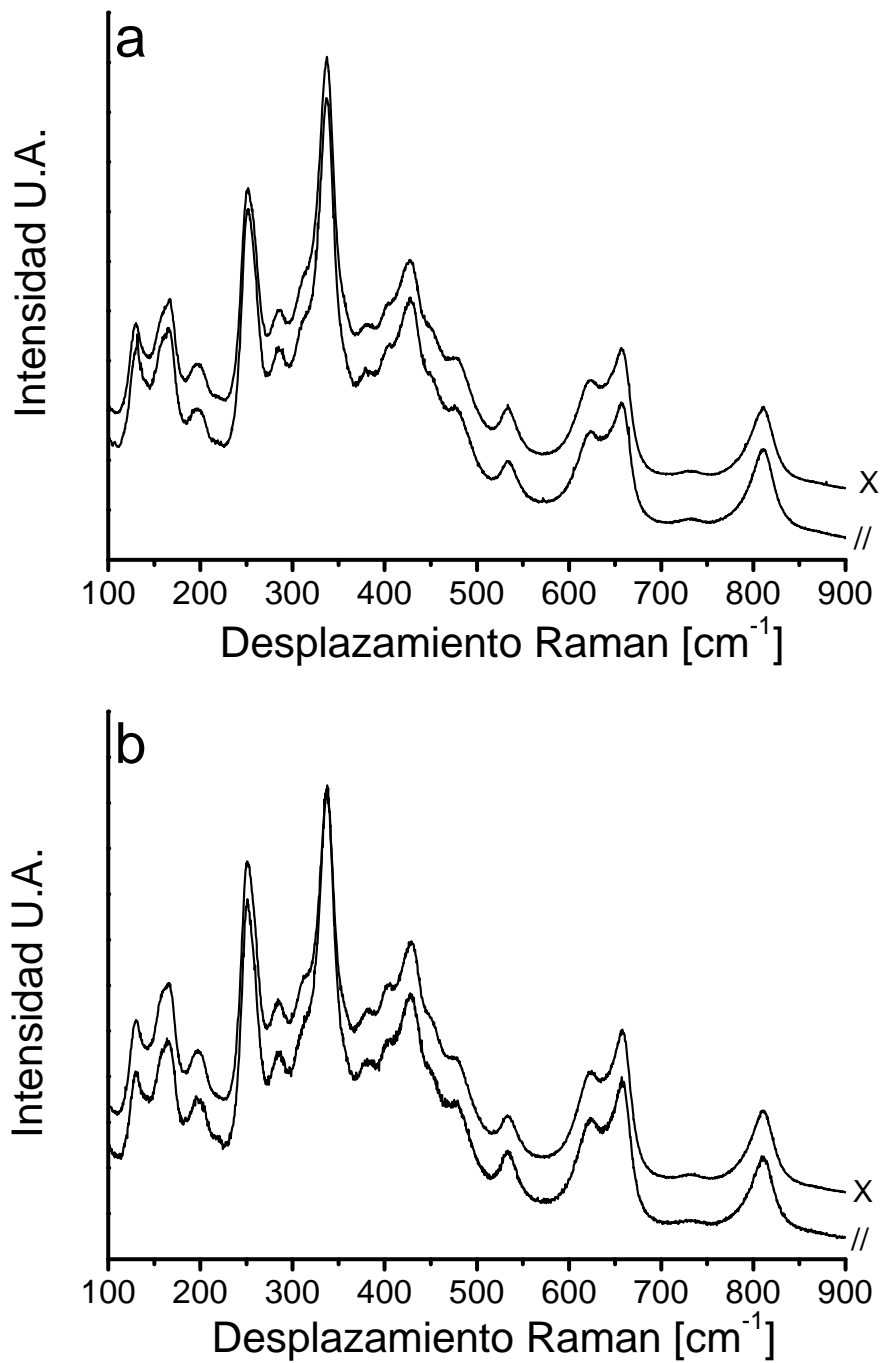 a
Intensidad U.A.
X
//
100 200 300 400 500 600 700 800 900
Desplazamiento Raman [cm⁻¹]
b
Intensidad U.A.
X
//
100 200 300 400 500 600 700 800 900
Desplazamiento Raman [cm⁻¹]